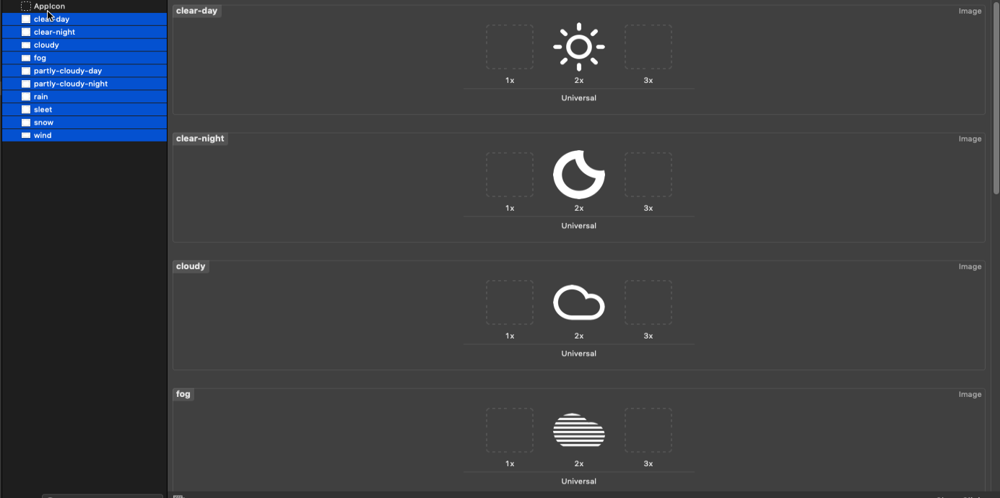 AppIcon
clear-day
clear-night
cloudy
fog
partly-cloudy-day
partly-cloudy-night
rain
sleet
snow
wind
clear-day Image
1x 2x 3x
Universal
clear-night Image
1x 2x 3x
Universal
cloudy Image
1x 2x 3x
Universal
fog Image
1x 2x 3x
Universal